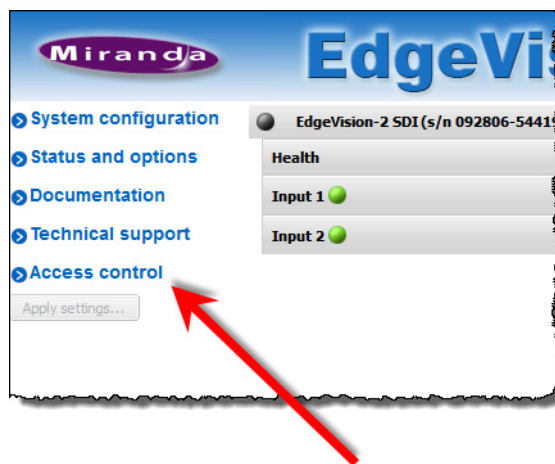 Miranda
EdgeVis
System configuration
Status and options
Documentation
Technical support
Access control
Apply settings...
EdgeVision-2 SDI (s/n 092806-5441
Health
Input 1
Input 2